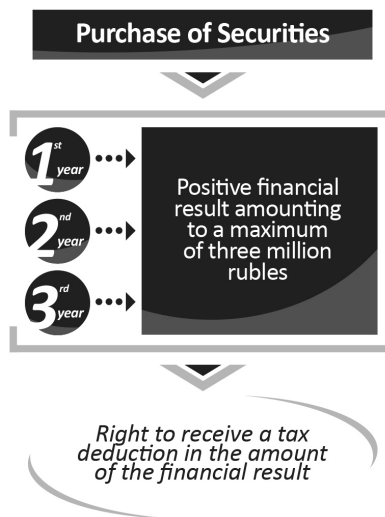 Purchase of Securities
1st year
2nd year
3rd year
Positive financial
result amounting
to a maximum
of three million
rubles
Right to receive a tax
deduction in the amount
of the financial result